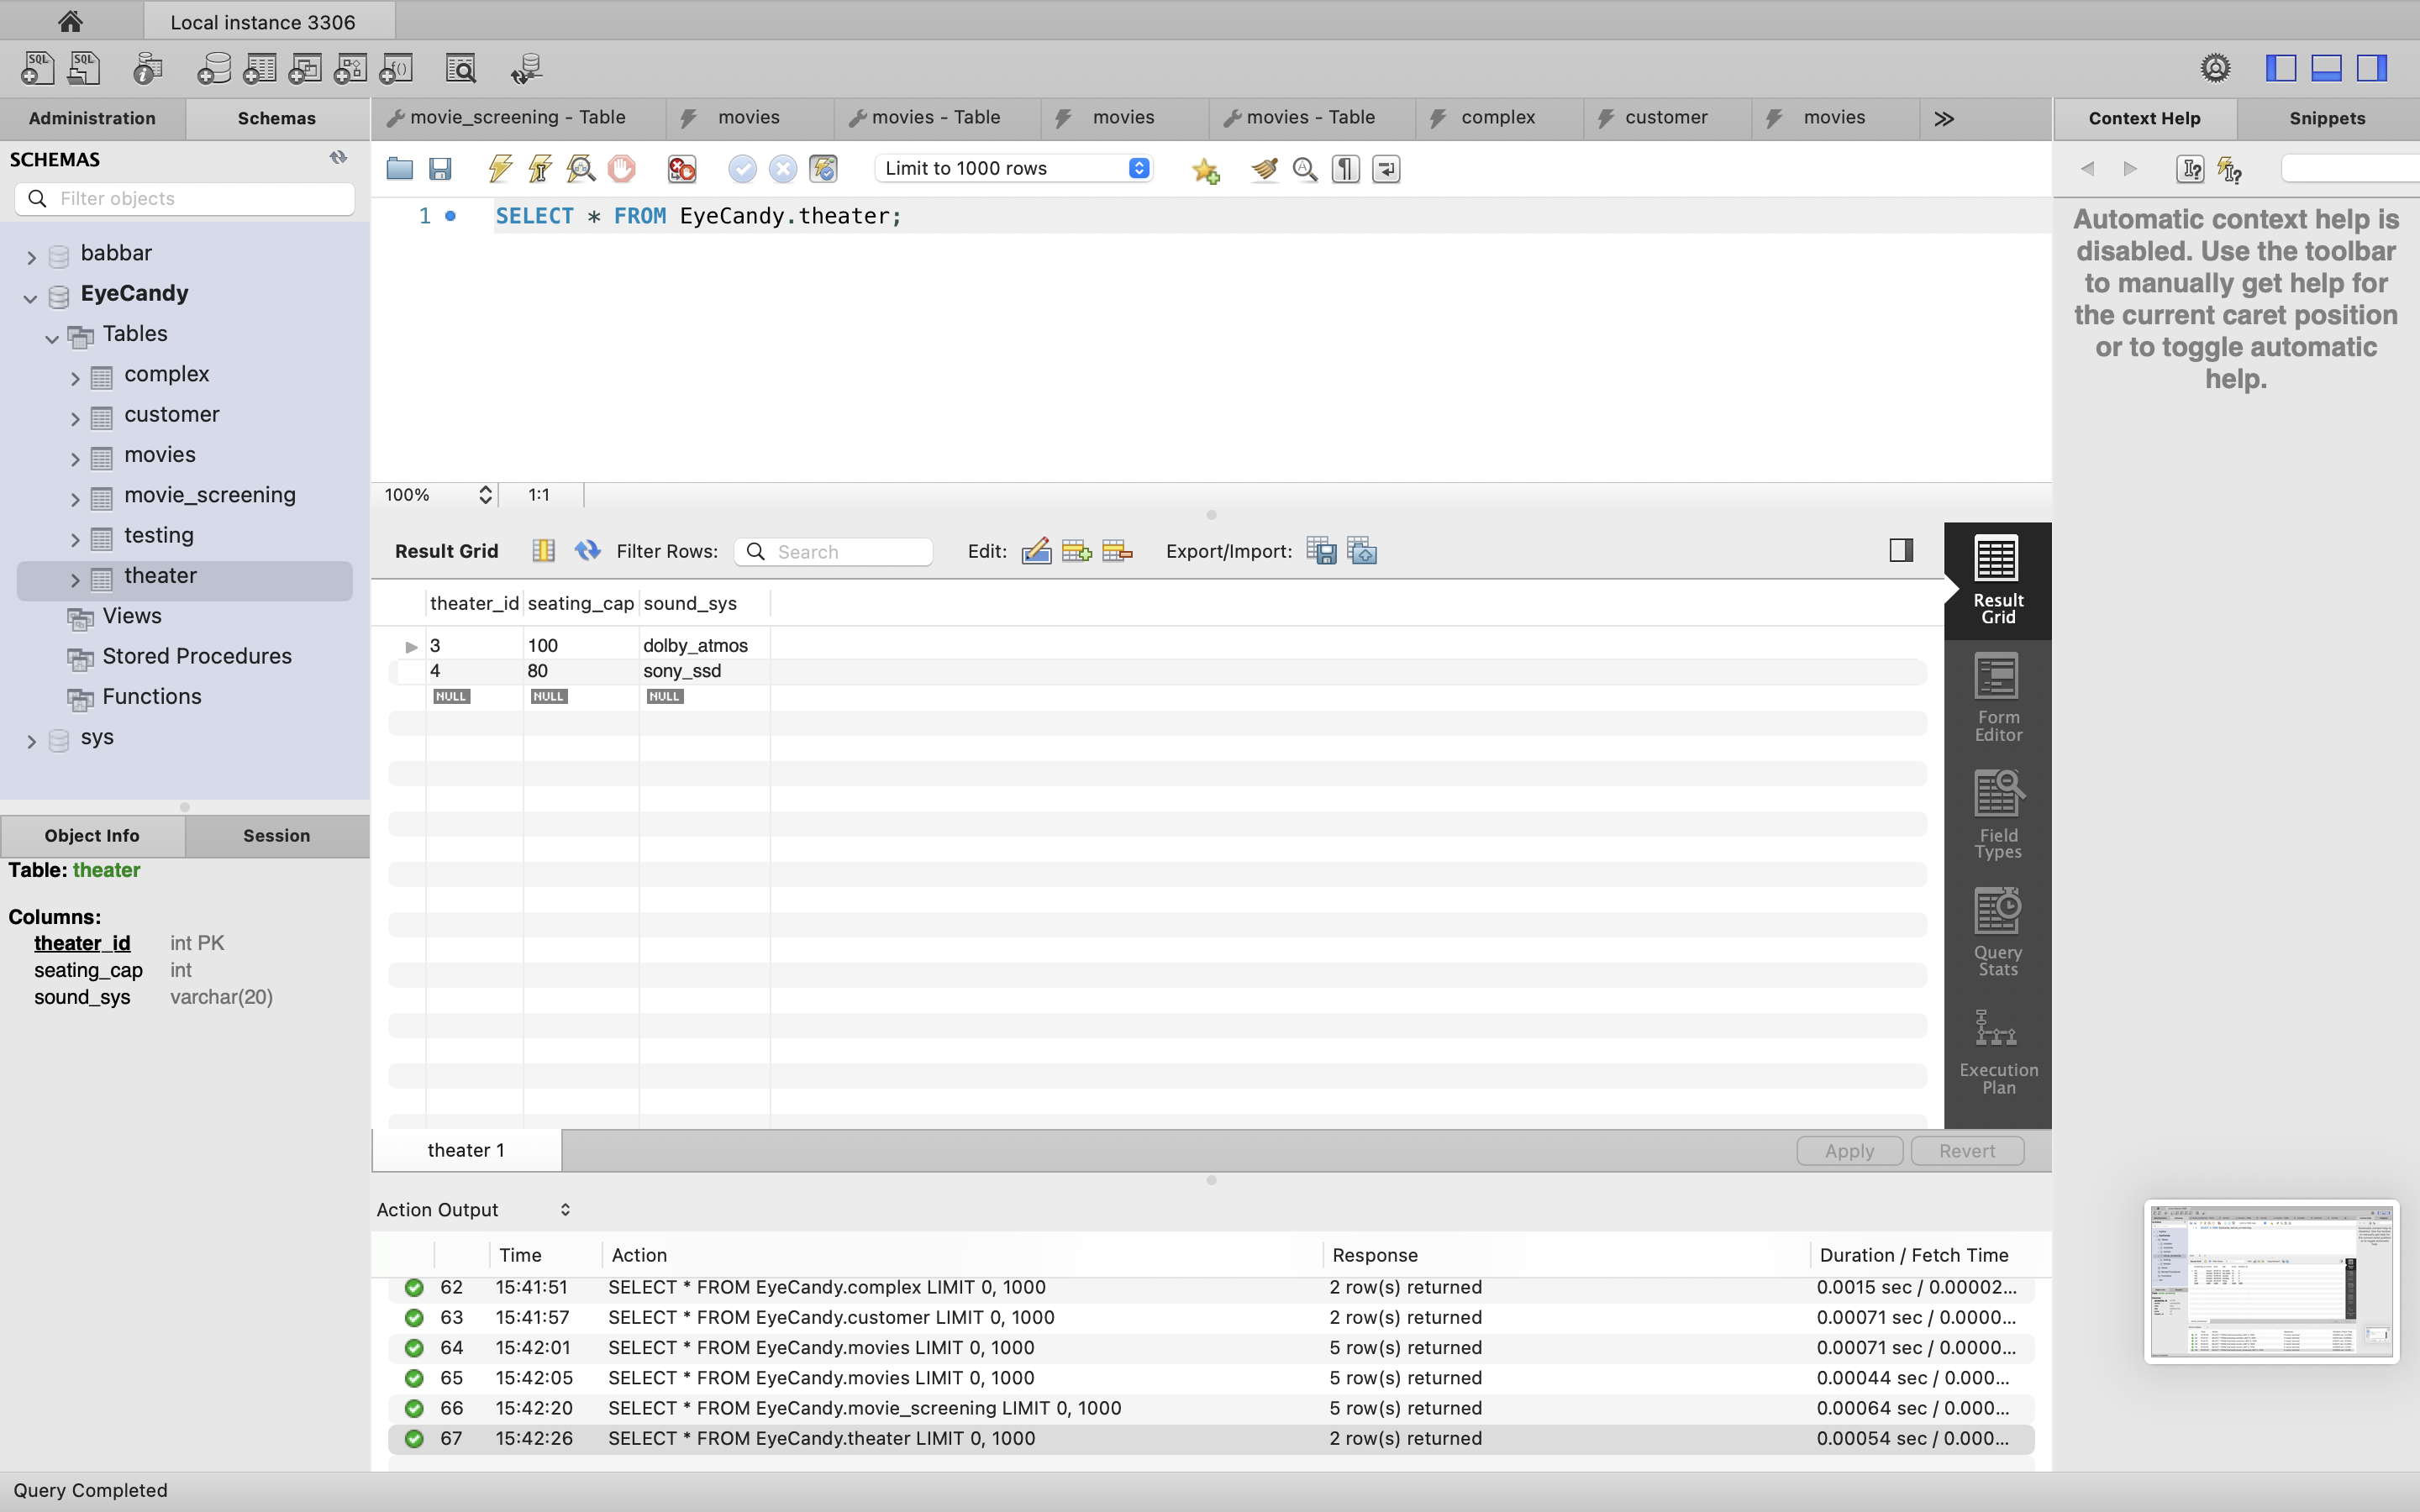 Local instance 3306
Administration
Schemas
movie_screening - Table
movies
movies - Table
movies
movies - Table
complex
customer
movies
Context Help
Snippets
SCHEMAS
Filter objects
Limit to 1000 rows
1
SELECT * FROM EyeCandy.theater;
babbar
EyeCandy
Tables
complex
customer
movies
movie_screening
testing
theater
Views
Stored Procedures
Functions
sys
Automatic context help is
disabled. Use the toolbar
to manually get help for
the current caret position
or to toggle automatic
help.
100%
1:1
Result Grid
Filter Rows:
Search
Edit:
Export/Import:
theater_id seating_cap sound_sys
3 100 dolby_atmos
4 80 sony_ssd
NULL NULL NULL
Result
Grid
Form
Editor
Field
Types
Query
Stats
Execution
Plan
Object Info
Session
Table: theater
Columns:
theater_id int PK
seating_cap int
sound_sys varchar(20)
theater 1
Apply
Revert
Action Output
Time Action Response Duration / Fetch Time
62 15:41:51 SELECT * FROM EyeCandy.complex LIMIT 0, 1000 2 row(s) returned 0.0015 sec / 0.00002...
63 15:41:57 SELECT * FROM EyeCandy.customer LIMIT 0, 1000 2 row(s) returned 0.00071 sec / 0.0000...
64 15:42:01 SELECT * FROM EyeCandy.movies LIMIT 0, 1000 5 row(s) returned 0.00071 sec / 0.0000...
65 15:42:05 SELECT * FROM EyeCandy.movies LIMIT 0, 1000 5 row(s) returned 0.00044 sec / 0.000...
66 15:42:20 SELECT * FROM EyeCandy.movie_screening LIMIT 0, 1000 5 row(s) returned 0.00064 sec / 0.000...
67 15:42:26 SELECT * FROM EyeCandy.theater LIMIT 0, 1000 2 row(s) returned 0.00054 sec / 0.000...
Query Completed